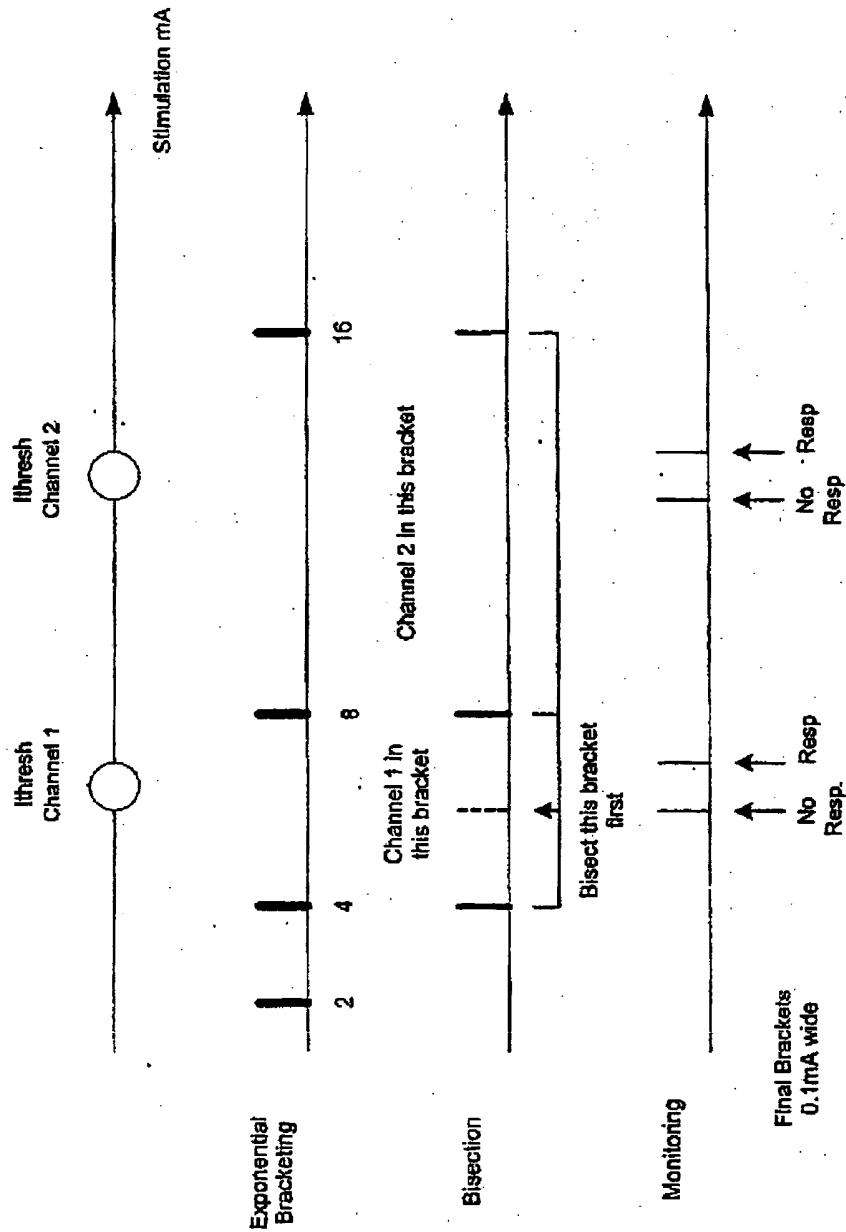 Ithresh
Channel 1
Ithresh
Channel 2
Stimulation mA
Exponential
Bracketing
2
4
8
16
Bisection
Channel 1 in
this bracket
Channel 2 in this bracket
Bisect this bracket
first
Monitoring
No
Resp.
Resp
No
Resp
Resp
Final Brackets
0.1mA wide